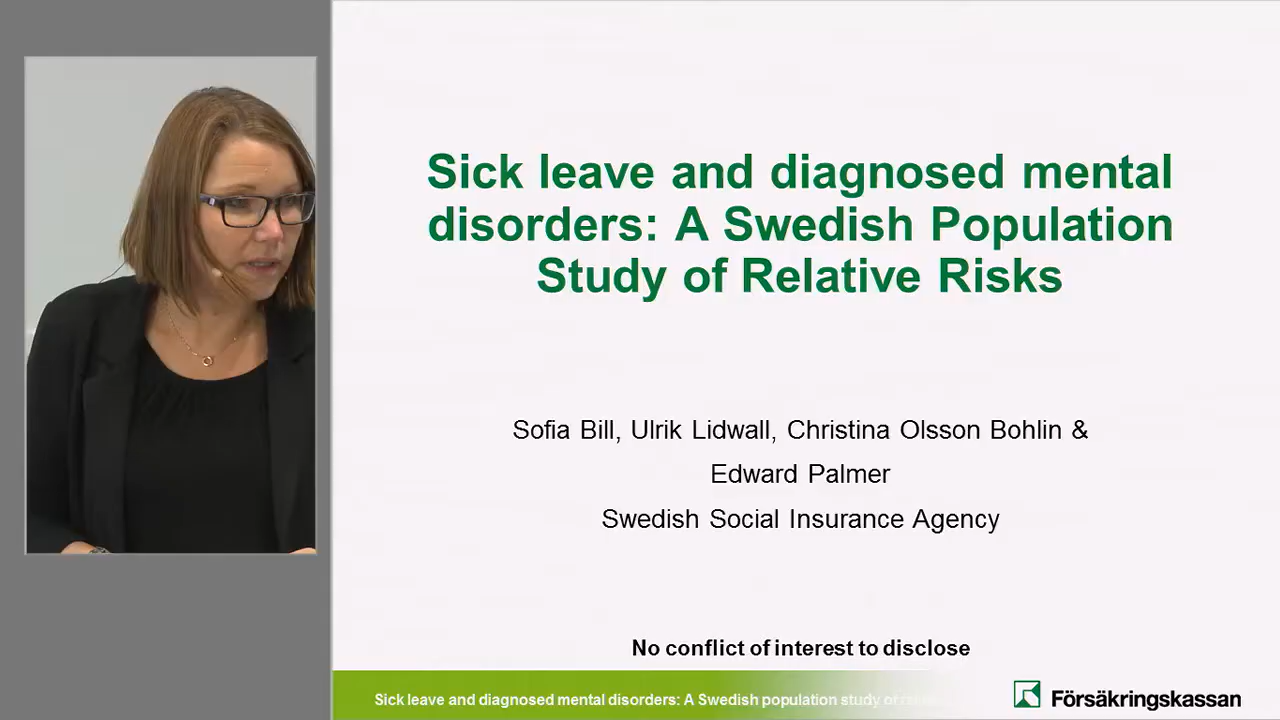 Sick leave and diagnosed mental
disorders: A Swedish Population
Study of Relative Risks
Sofia Bill, Ulrik Lidwall, Christina Olsson Bohlin &
Edward Palmer
Swedish Social Insurance Agency
No conflict of interest to disclose
Sick leave and diagnosed mental disorders: A Swedish population study of
Försäkringskassan